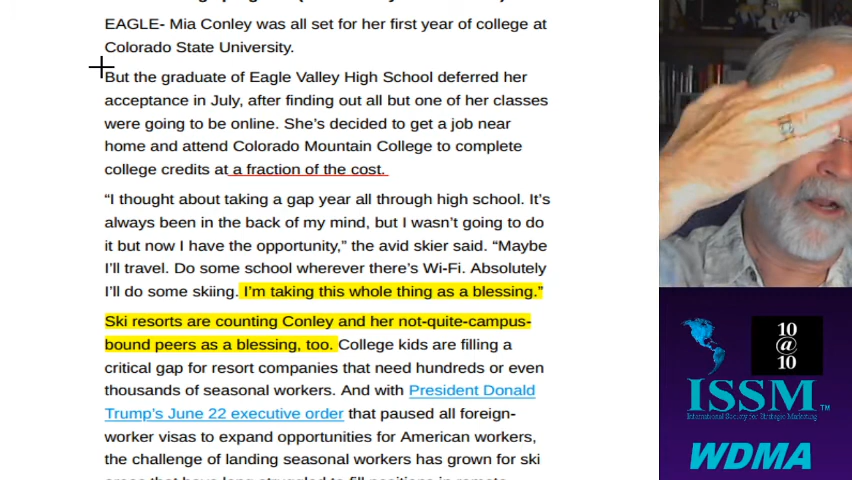 EAGLE- Mia Conley was all set for her first year of college at
Colorado State University.
But the graduate of Eagle Valley High School deferred her
acceptance in July, after finding out all but one of her classes
were going to be online. She’s decided to get a job near
home and attend Colorado Mountain College to complete
college credits at a fraction of the cost.
“I thought about taking a gap year all through high school. It’s
always been in the back of my mind, but I wasn’t going to do
it but now I have the opportunity,” the avid skier said. “Maybe
I’ll travel. Do some school wherever there’s Wi-Fi. Absolutely
I’ll do some skiing. I’m taking this whole thing as a blessing.”
Ski resorts are counting Conley and her not-quite-campus-
bound peers as a blessing, too. College kids are filling a
critical gap for resort companies that need hundreds or even
thousands of seasonal workers. And with President Donald
Trump’s June 22 executive order that paused all foreign-
worker visas to expand opportunities for American workers,
the challenge of landing seasonal workers has grown for ski
10
@
10
ISSM™
International Society for Strategic Marketing
WDMA